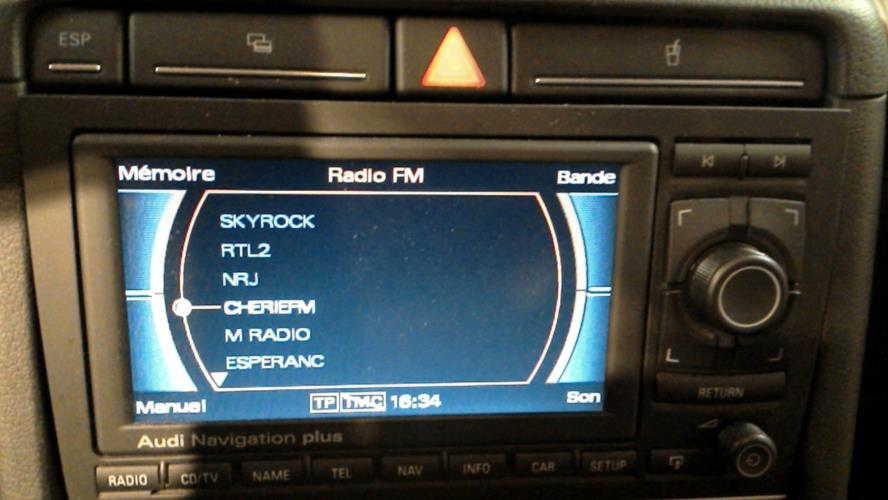 ESP
Mémoire Radio FM Bande
SKYROCK
RTL2
NRJ
CHERIEFM
M RADIO
ESPERANC
Manual TP TMC 16:34 Son
RETURN
Audi Navigation plus
RADIO CD/TV NAME TEL NAV INFO CAR SETUP